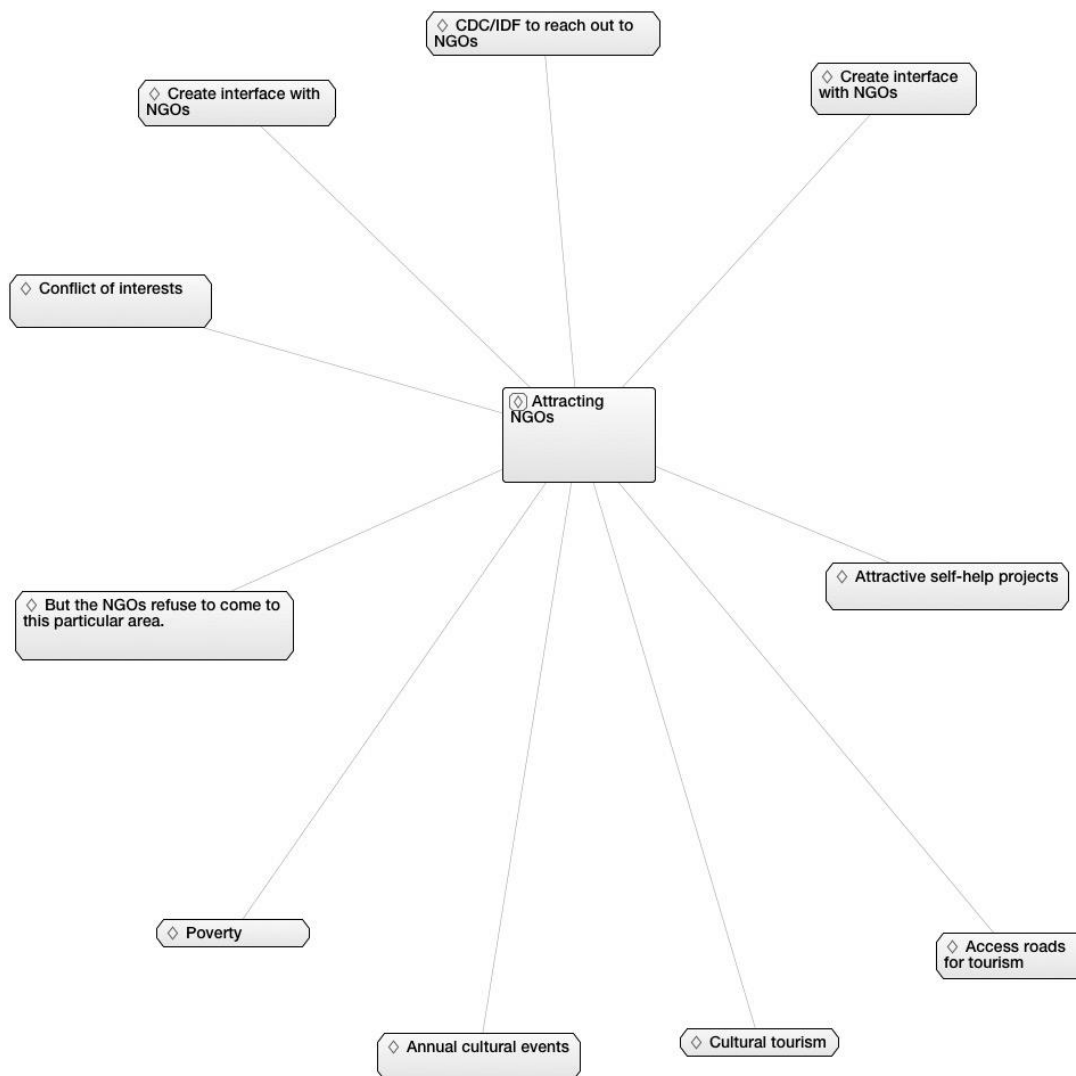 CDC/IDF to reach out to
NGOs
Create interface
with NGOs
Create interface with
NGOs
Conflict of interests
Attracting
NGOs
Attractive self-help projects
But the NGOs refuse to come to
this particular area.
Poverty
Access roads
for tourism
Cultural tourism
Annual cultural events